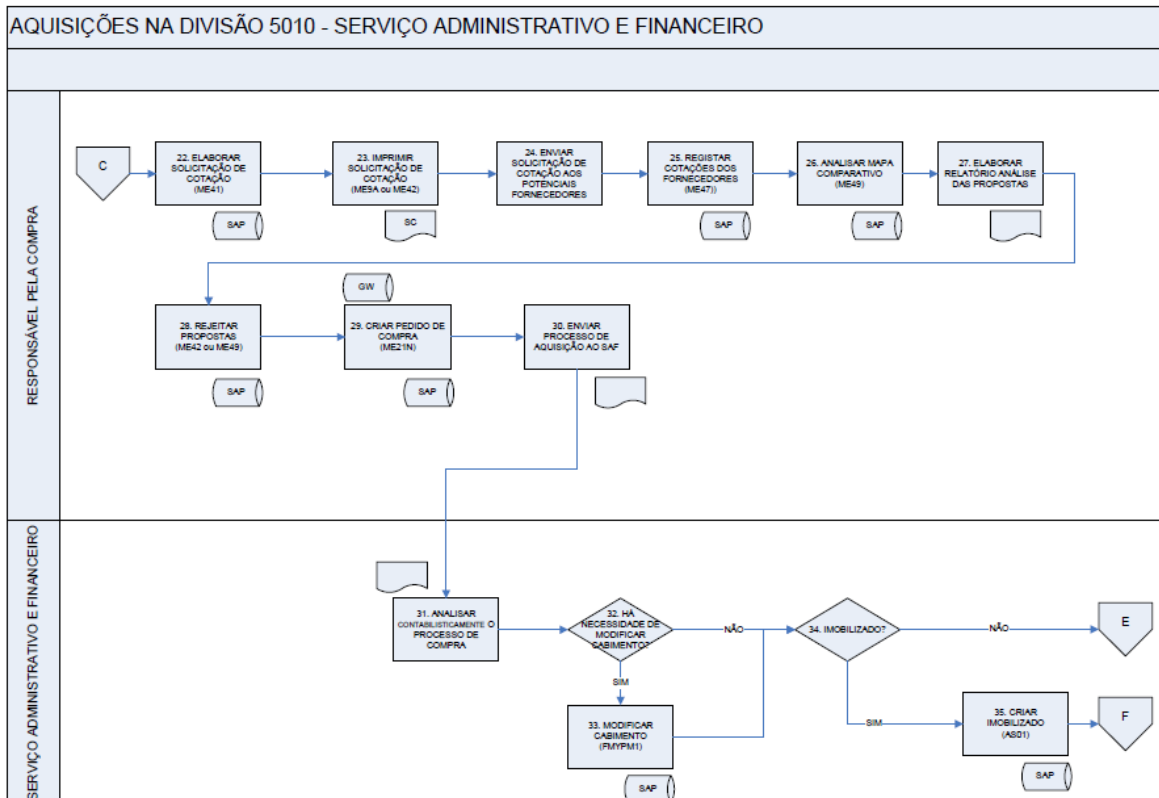 AQUISIÇÕES NA DIVISÃO 5010 - SERVIÇO ADMINISTRATIVO E FINANCEIRO
RESPONSÁVEL PELA COMPRA
C
22. ELABORAR
SOLICITAÇÃO DE
COTAÇÃO
(ME41)
SAP
23. IMPRIMIR
SOLICITAÇÃO DE
COTAÇÃO
(ME9A ou ME42)
SC
24. ENVIAR
SOLICITAÇÃO DE
COTAÇÃO AOS
POTENCIAIS
FORNECEDORES
25. REGISTAR
COTAÇÕES DOS
FORNECEDORES
(ME47))
SAP
26. ANALISAR MAPA
COMPARATIVO
(ME49)
SAP
27. ELABORAR
RELATÓRIO ANÁLISE
DAS PROPOSTAS
28. REJEITAR
PROPOSTAS
(ME42 ou ME49)
SAP
GW
29. CRIAR PEDIDO DE
COMPRA
(ME21N)
SAP
30. ENVIAR
PROCESSO DE
AQUISIÇÃO AO SAF
SERVIÇO ADMINISTRATIVO E FINANCEIRO
31. ANALISAR
CONTABILISTICAMENTE O
PROCESSO DE
COMPRA
32. HÁ
NECESSIDADE DE
MODIFICAR
CABIMENTO?
NÃO
SIM
33. MODIFICAR
CABIMENTO
(FMYPM1)
SAP
34. IMOBILIZADO?
NÃO
E
SIM
35. CRIAR
IMOBILIZADO
(AS01)
SAP
F